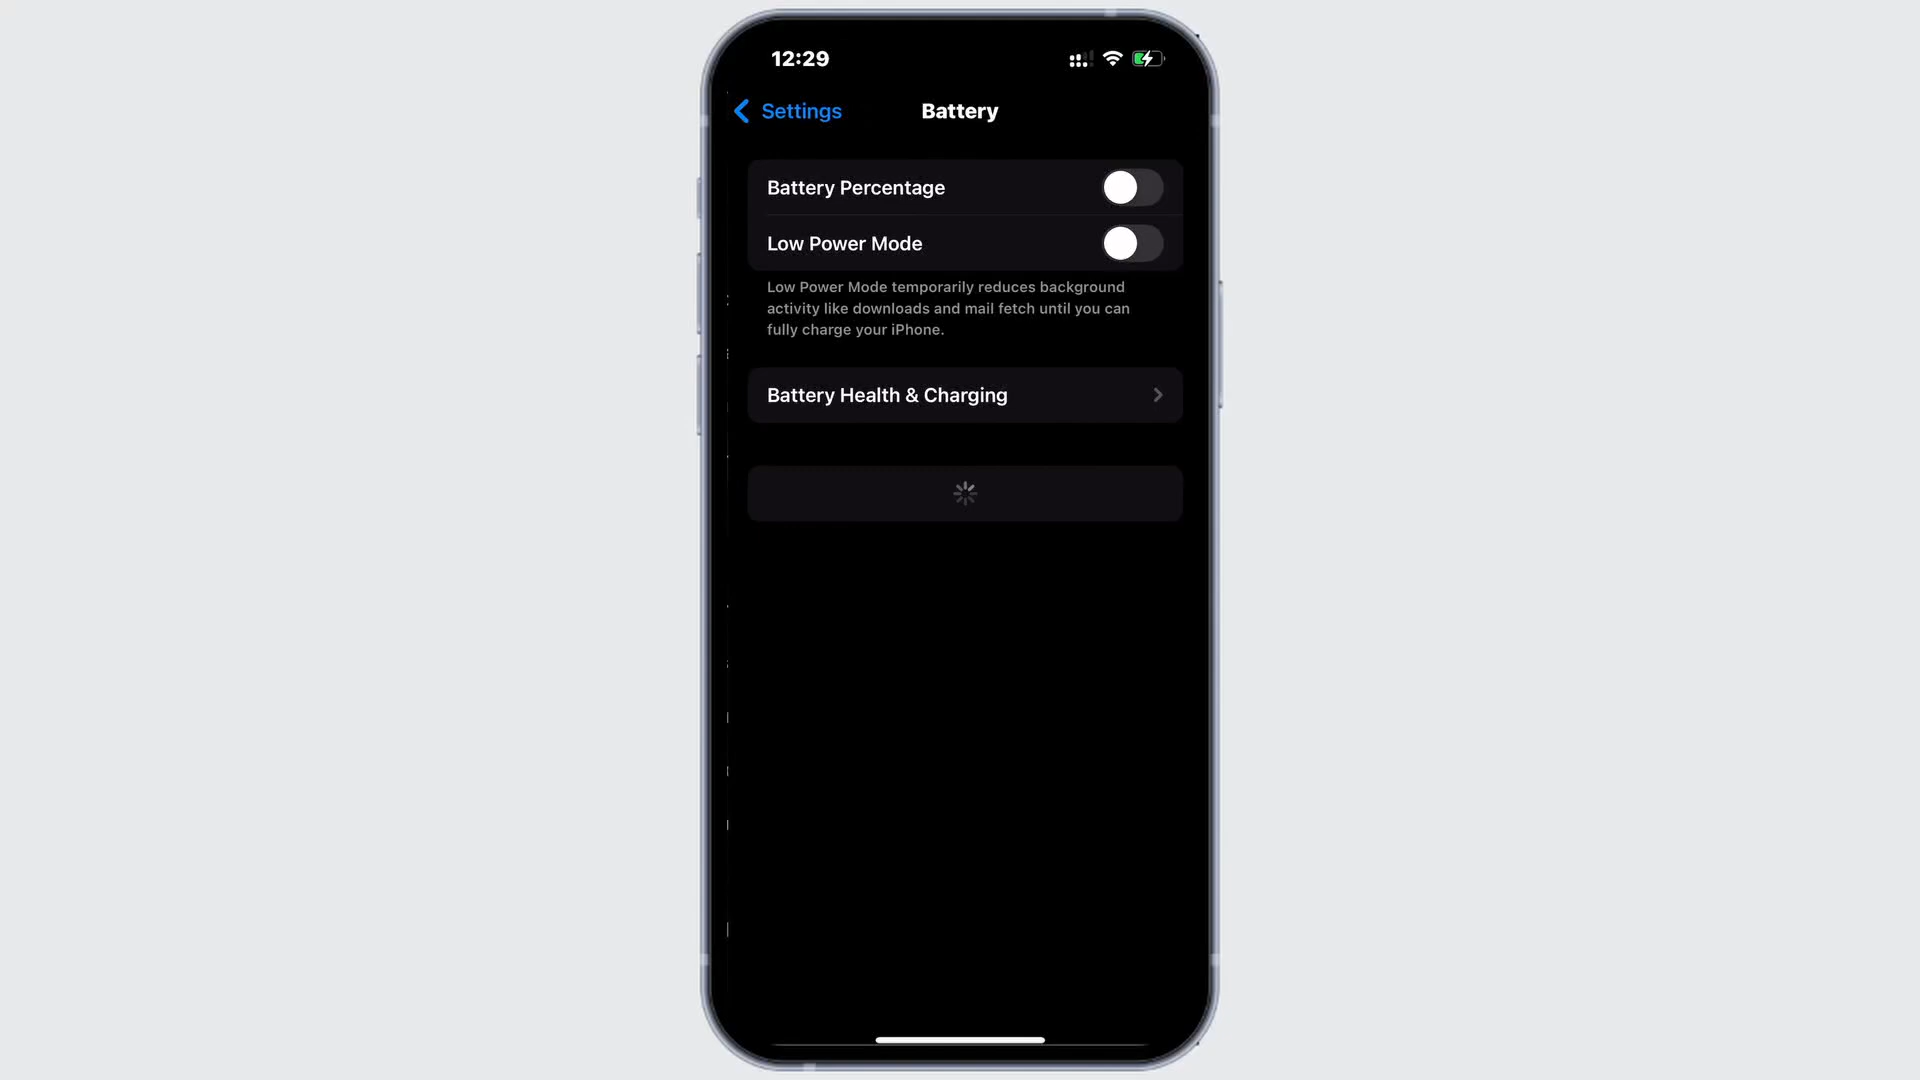 12:29
Settings
Battery
Battery Percentage
Low Power Mode
Low Power Mode temporarily reduces background
activity like downloads and mail fetch until you can
fully charge your iPhone.
Battery Health & Charging